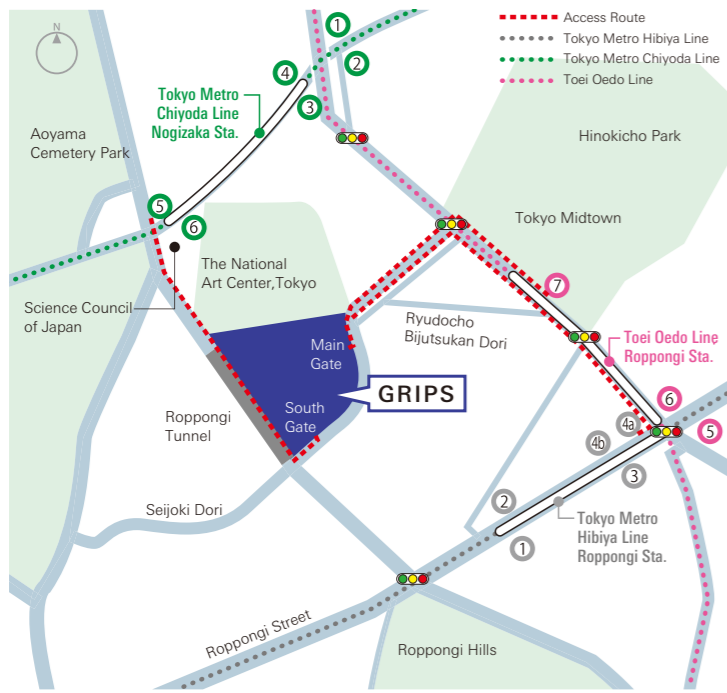 Access Route
Tokyo Metro Hibiya Line
Tokyo Metro Chiyoda Line
Toei Oedo Line
N
1
2
4
3
Tokyo Metro
Chiyoda Line
Nogizaka Sta.
Aoyama
Cemetery Park
Hinokicho Park
5
6
Tokyo Midtown
The National
Art Center,Tokyo
7
Science Council
of Japan
Ryudocho
Bijutsukan Dori
Toei Oedo Line
Roppongi Sta.
Main
Gate
GRIPS
South
Gate
Roppongi
Tunnel
6
5
4a
4b
3
2
1
Seijoki Dori
Tokyo Metro
Hibiya Line
Roppongi Sta.
Roppongi Street
Roppongi Hills